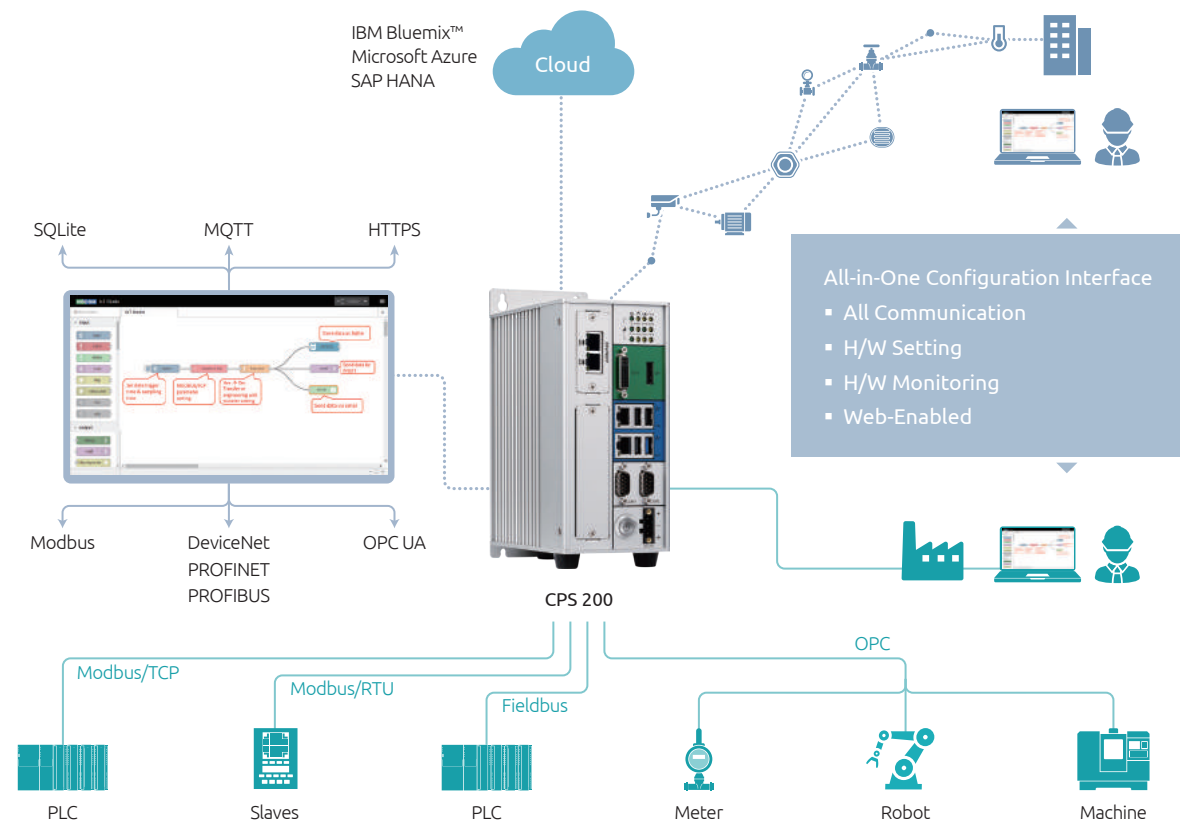 IBM Bluemix™
Microsoft Azure
SAP HANA
Cloud
SQLite
MQTT
HTTPS
All-in-One Configuration Interface
▪ All Communication
▪ H/W Setting
▪ H/W Monitoring
▪ Web-Enabled
Modbus
DeviceNet
PROFINET
PROFIBUS
OPC UA
CPS 200
Modbus/TCP
Modbus/RTU
Fieldbus
OPC
PLC
Slaves
PLC
Meter
Robot
Machine